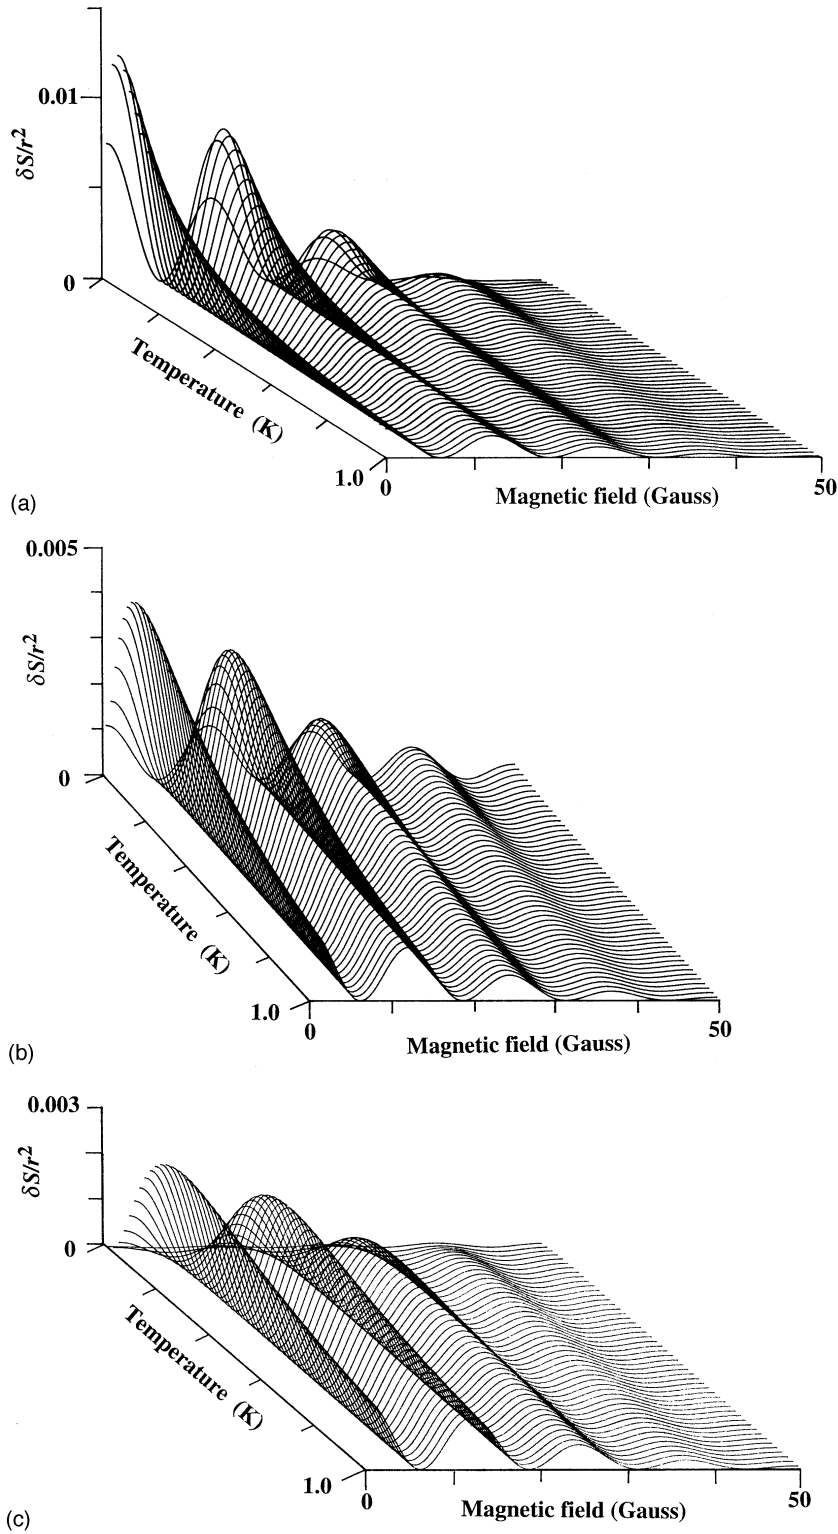 0.01
δS/r²
0
Temperature (K)
1.0
0
50
Magnetic field (Gauss)
(a)
0.005
δS/r²
0
Temperature (K)
1.0
0
50
Magnetic field (Gauss)
(b)
0.003
δS/r²
0
Temperature (K)
1.0
0
50
Magnetic field (Gauss)
(c)